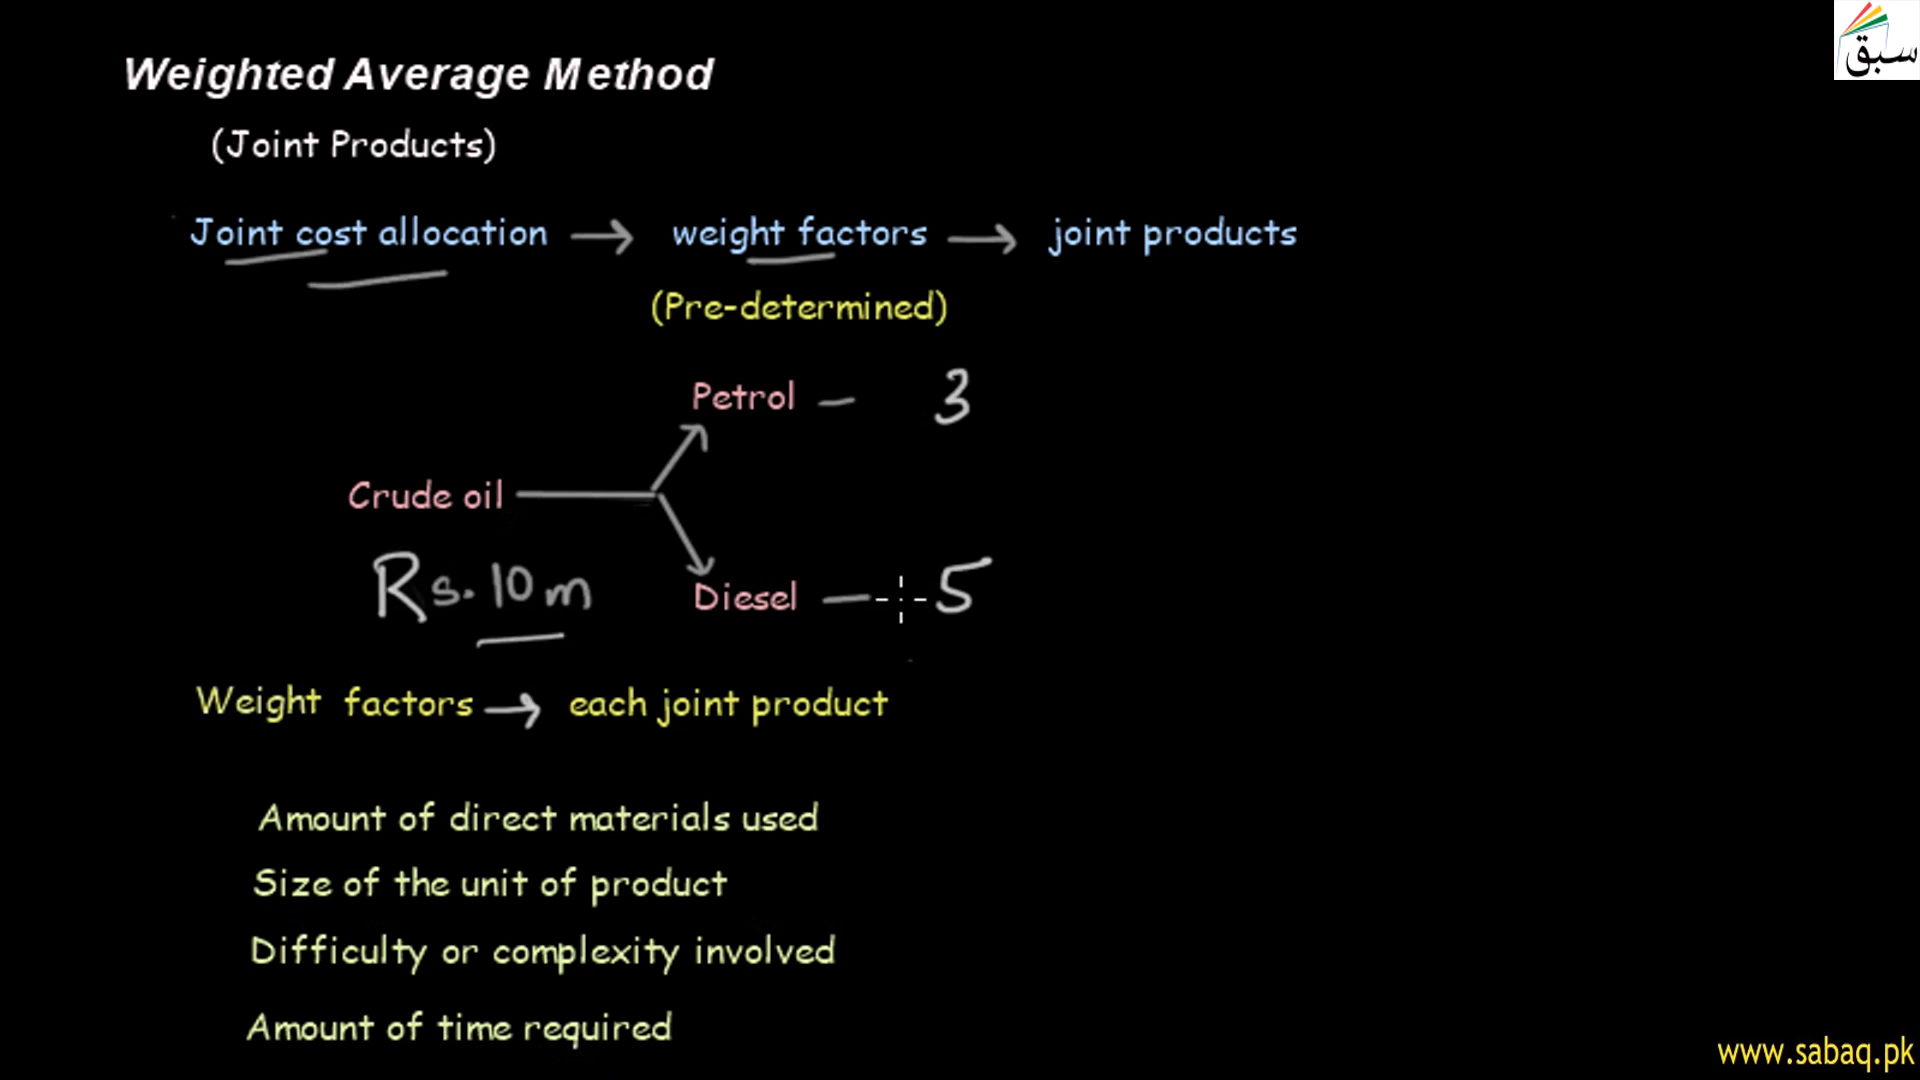 سبق
Weighted Average Method
(Joint Products)
Joint cost allocation → weight factors → joint products
(Pre-determined)
Petrol — 3
Crude oil
Rs. 10 m
Diesel — 5
Weight factors → each joint product
Amount of direct materials used
Size of the unit of product
Difficulty or complexity involved
Amount of time required
www.sabaq.pk